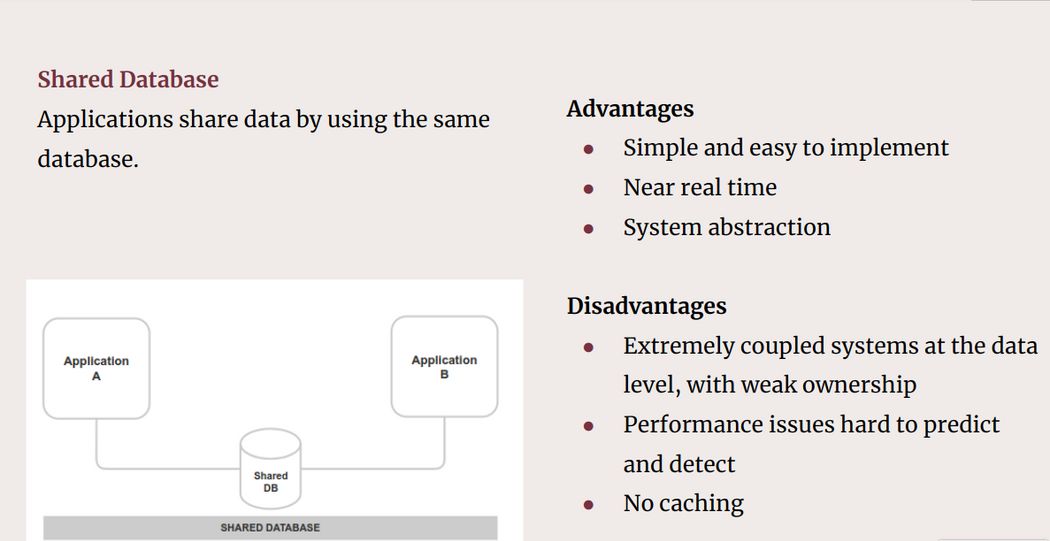 Shared Database
Applications share data by using the same
database.
Advantages
● Simple and easy to implement
● Near real time
● System abstraction
Disadvantages
● Extremely coupled systems at the data
level, with weak ownership
● Performance issues hard to predict
and detect
● No caching
Application
A
Application
B
Shared
DB
SHARED DATABASE